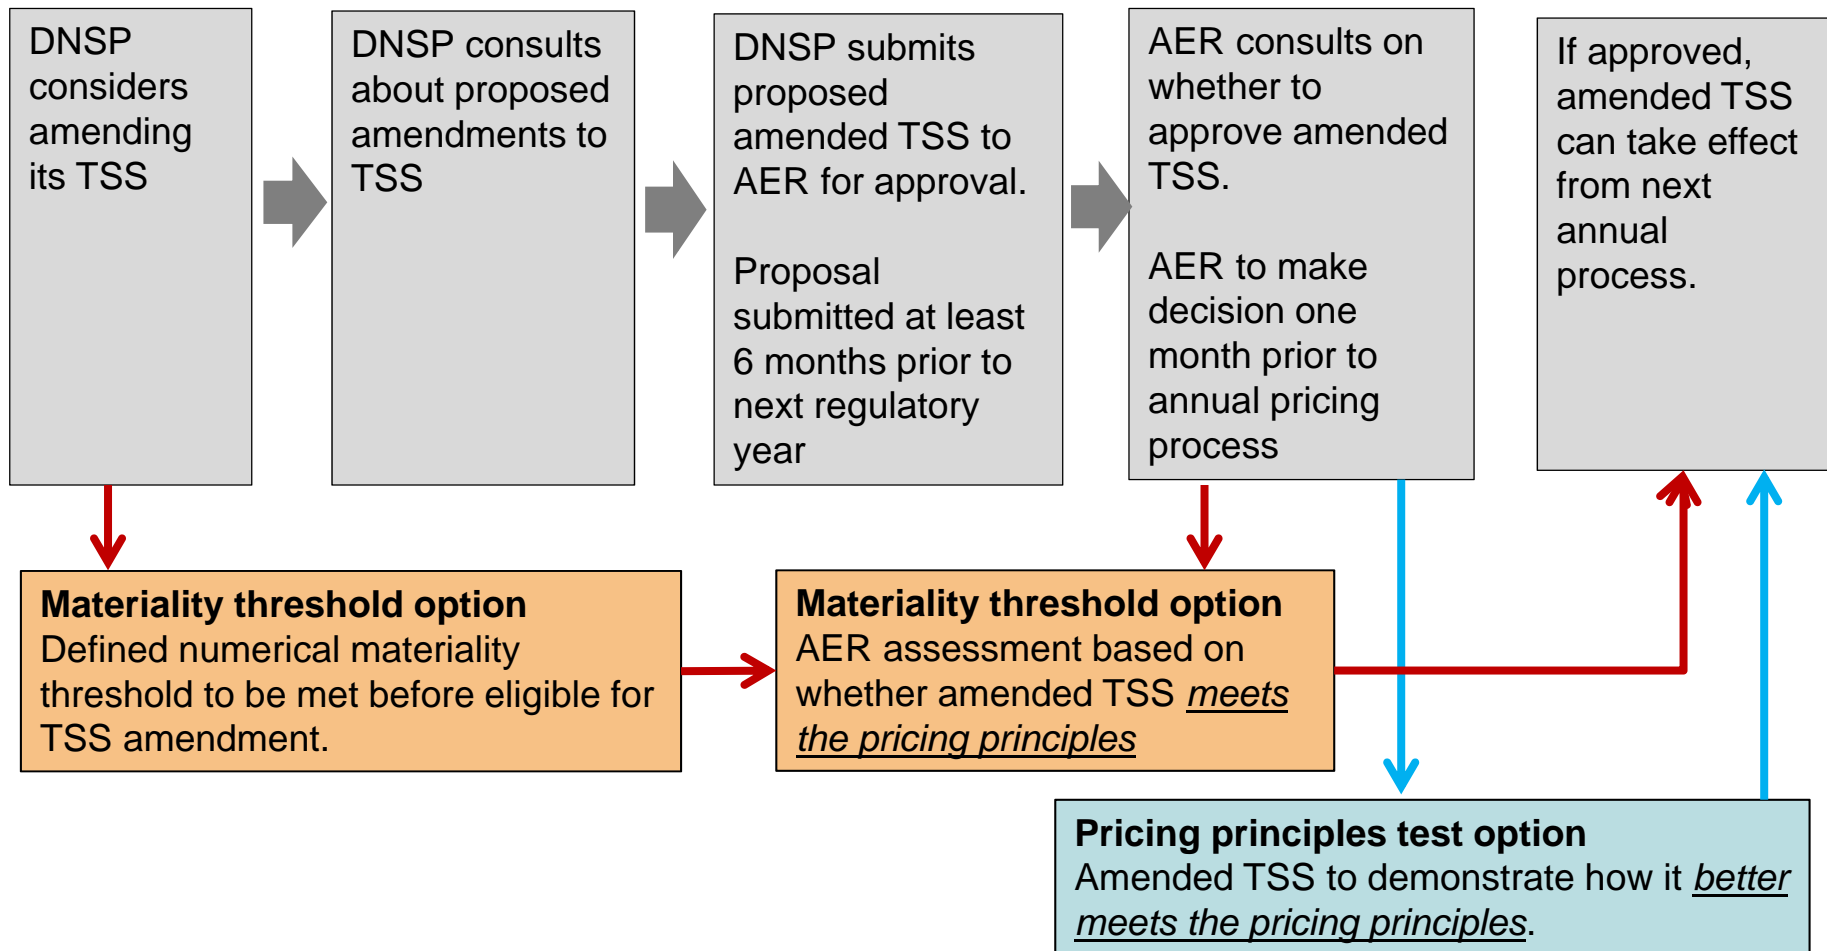 DNSP
considers
amending
its TSS
DNSP consults
about proposed
amendments to
TSS
DNSP submits
proposed
amended TSS to
AER for approval.
Proposal
submitted at least
6 months prior to
next regulatory
year
AER consults on
whether to
approve amended
TSS.
AER to make
decision one
month prior to
annual pricing
process
If approved,
amended TSS
can take effect
from next
annual
process.
Materiality threshold option
Defined numerical materiality
threshold to be met before eligible for
TSS amendment.
Materiality threshold option
AER assessment based on
whether amended TSS meets
the pricing principles
Pricing principles test option
Amended TSS to demonstrate how it better
meets the pricing principles.